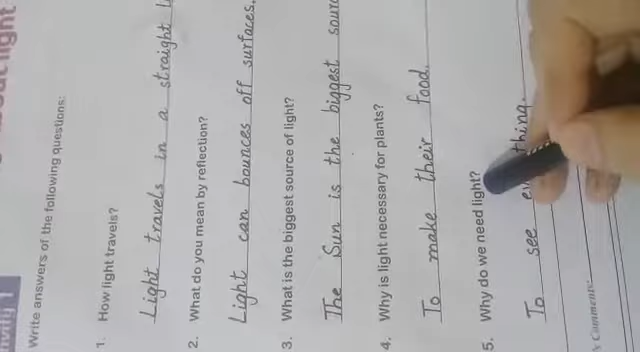 about light
Write answers of the following questions:
1. How light travels?
Light travels in a straight
2. What do you mean by reflection?
Light can bounces off surfaces.
3. What is the biggest source of light?
The Sun is the biggest
4. Why is light necessary for plants?
To make their food.
5. Why do we need light?
To see thing.
's Comments: